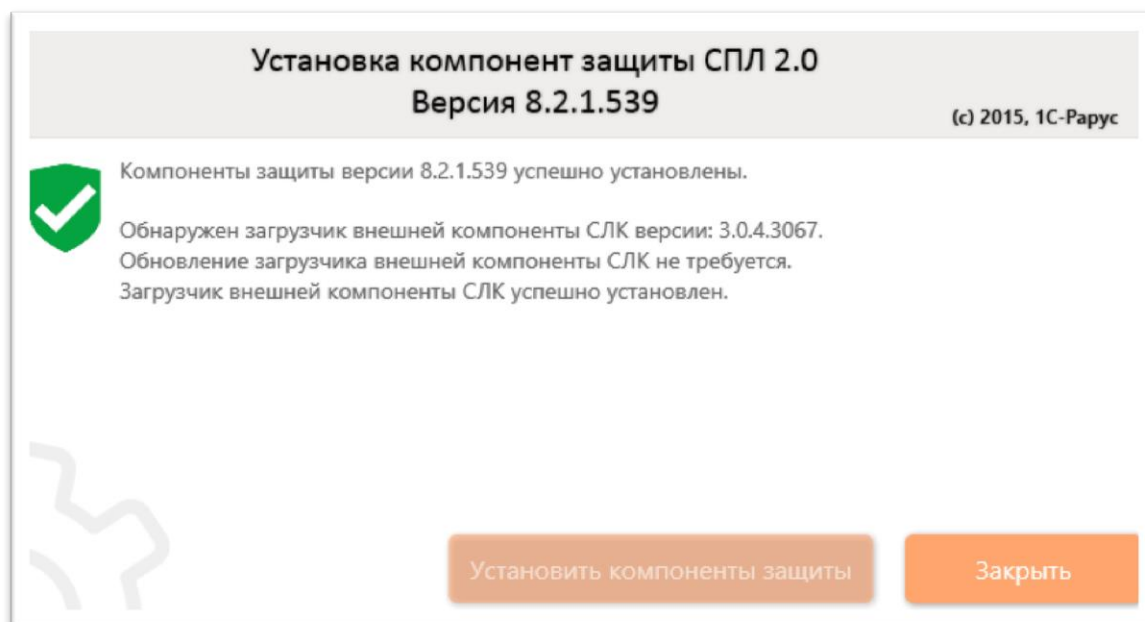 Установка компонент защиты СПЛ 2.0
Версия 8.2.1.539
(c) 2015, 1С-Рарус
Компоненты защиты версии 8.2.1.539 успешно установлены.
Обнаружен загрузчик внешней компоненты СЛК версии: 3.0.4.3067.
Обновление загрузчика внешней компоненты СЛК не требуется.
Загрузчик внешней компоненты СЛК успешно установлен.
Установить компоненты защиты
Закрыть